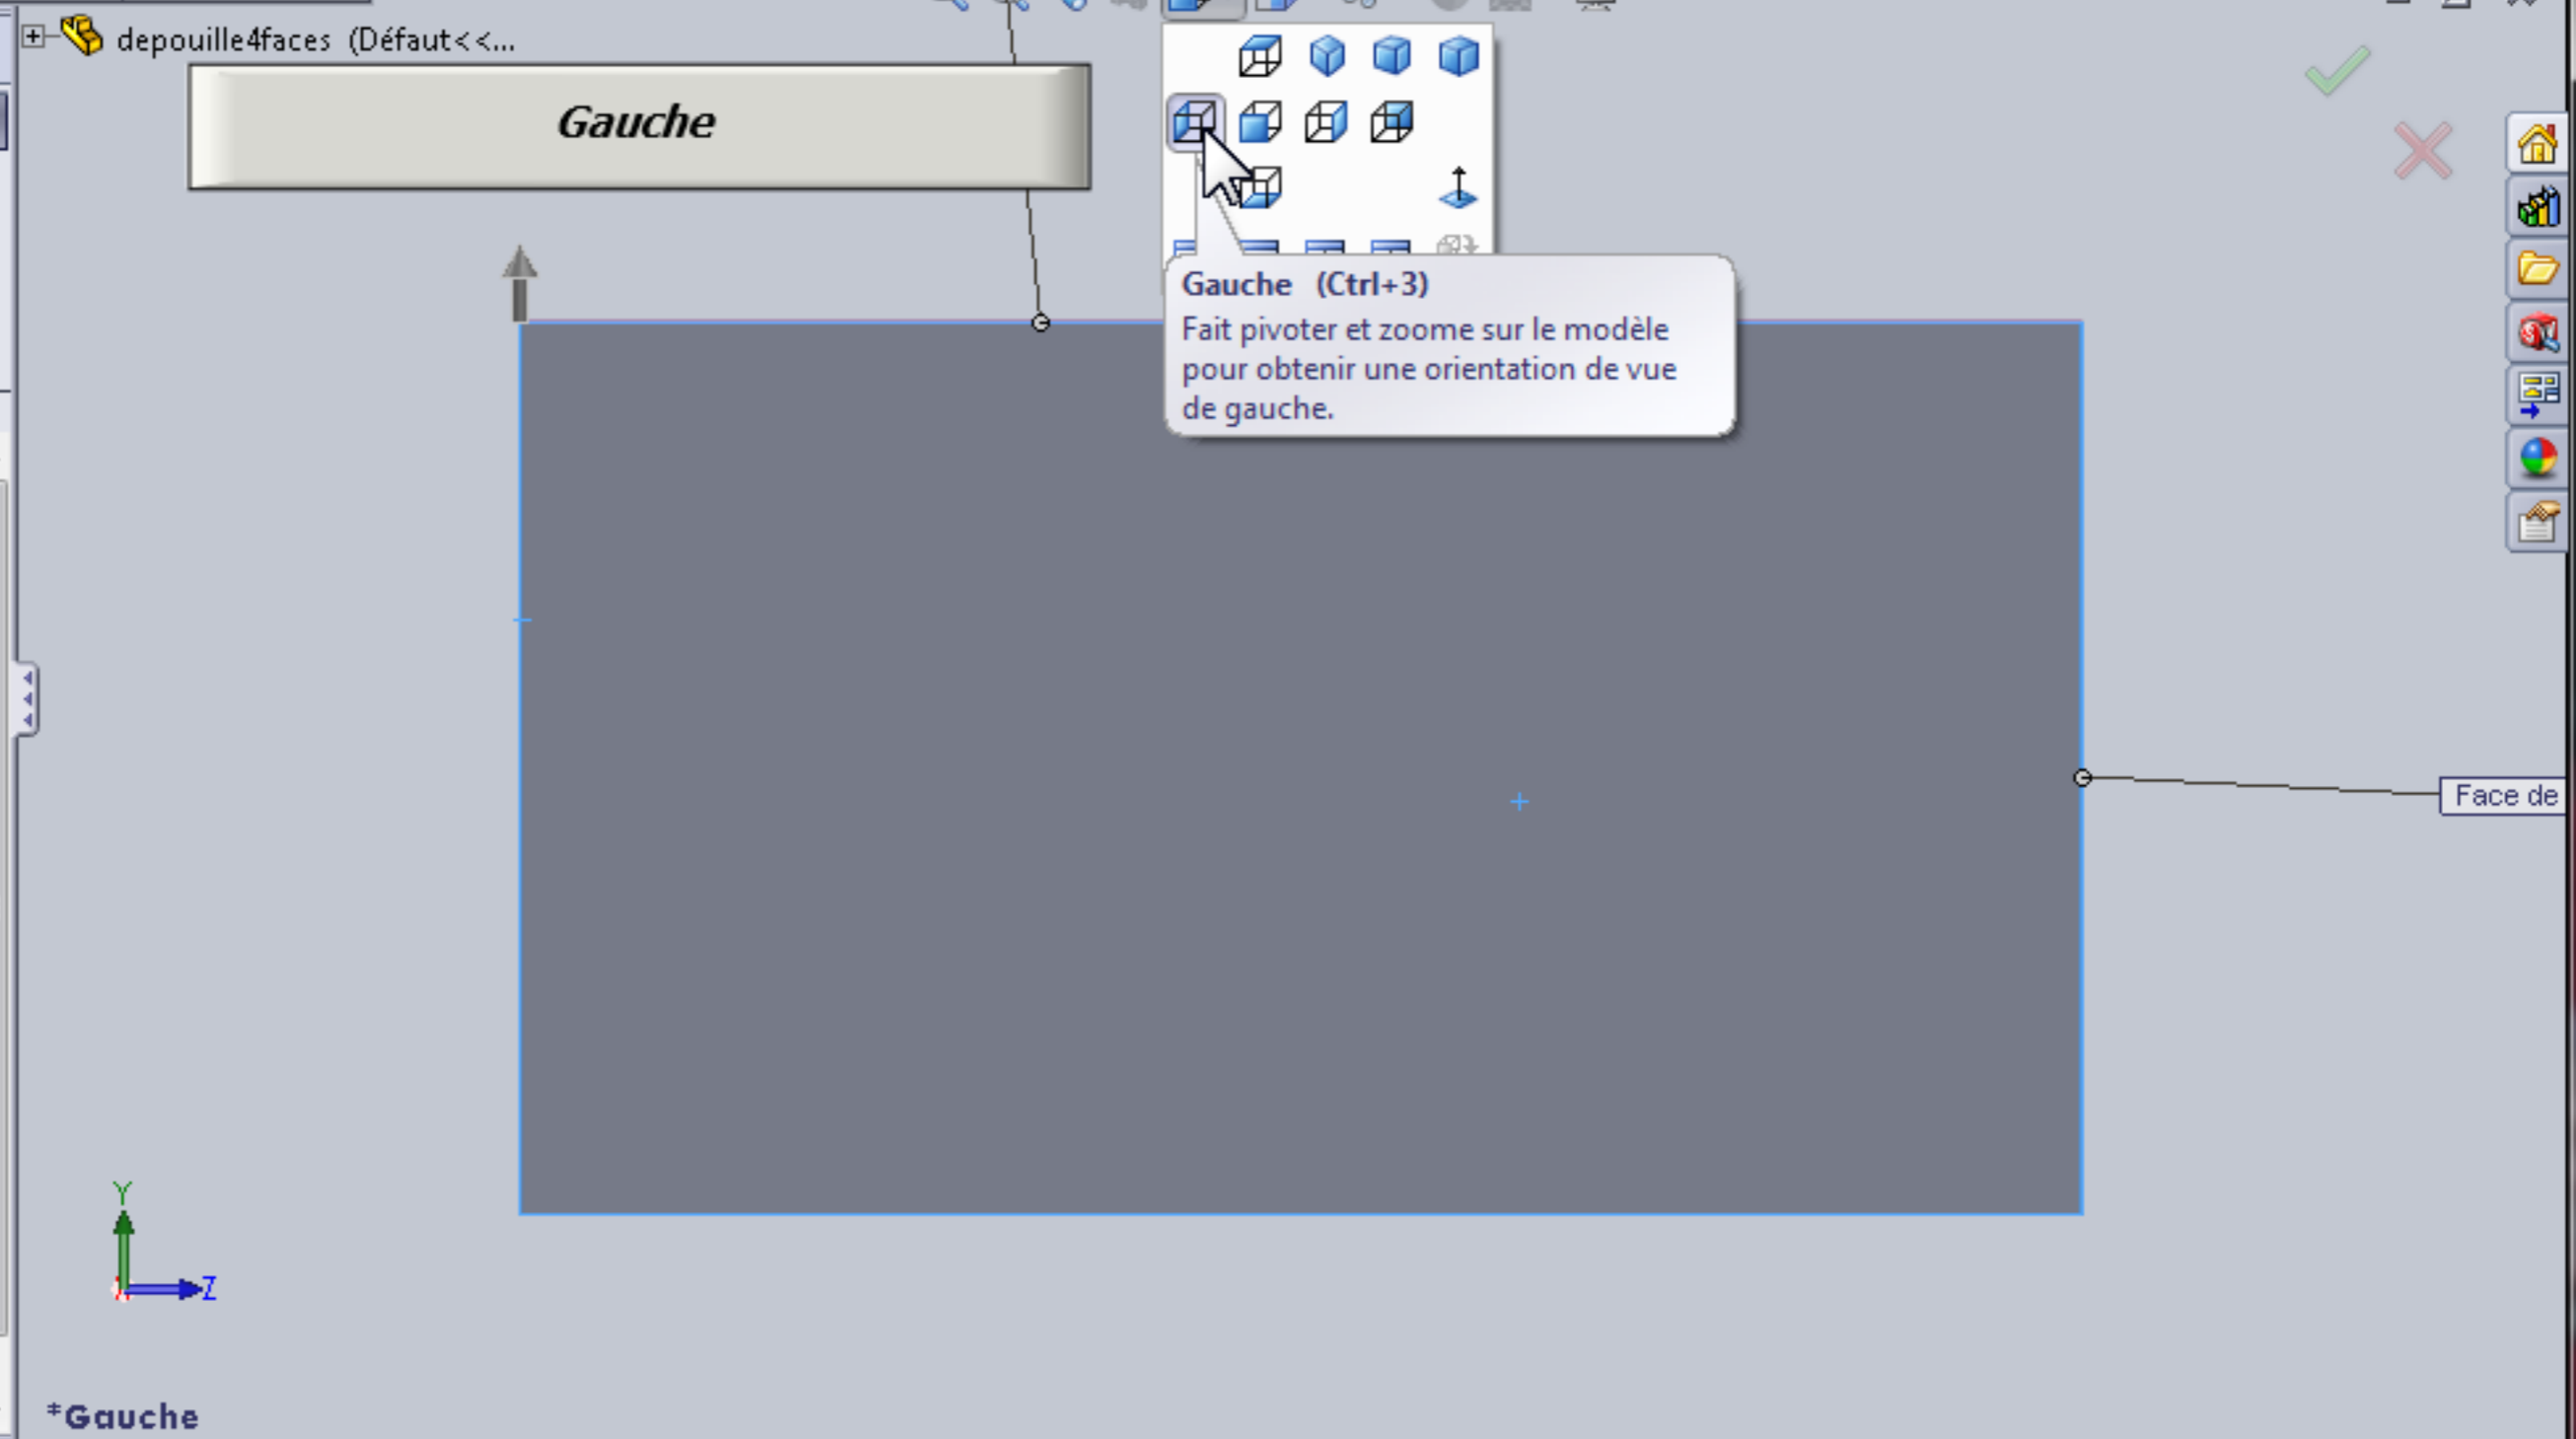 depouille4faces (Défaut<<...
Gauche
Gauche (Ctrl+3)
Fait pivoter et zoome sur le modèle
pour obtenir une orientation de vue
de gauche.
Face de
Y
Z
*Gauche